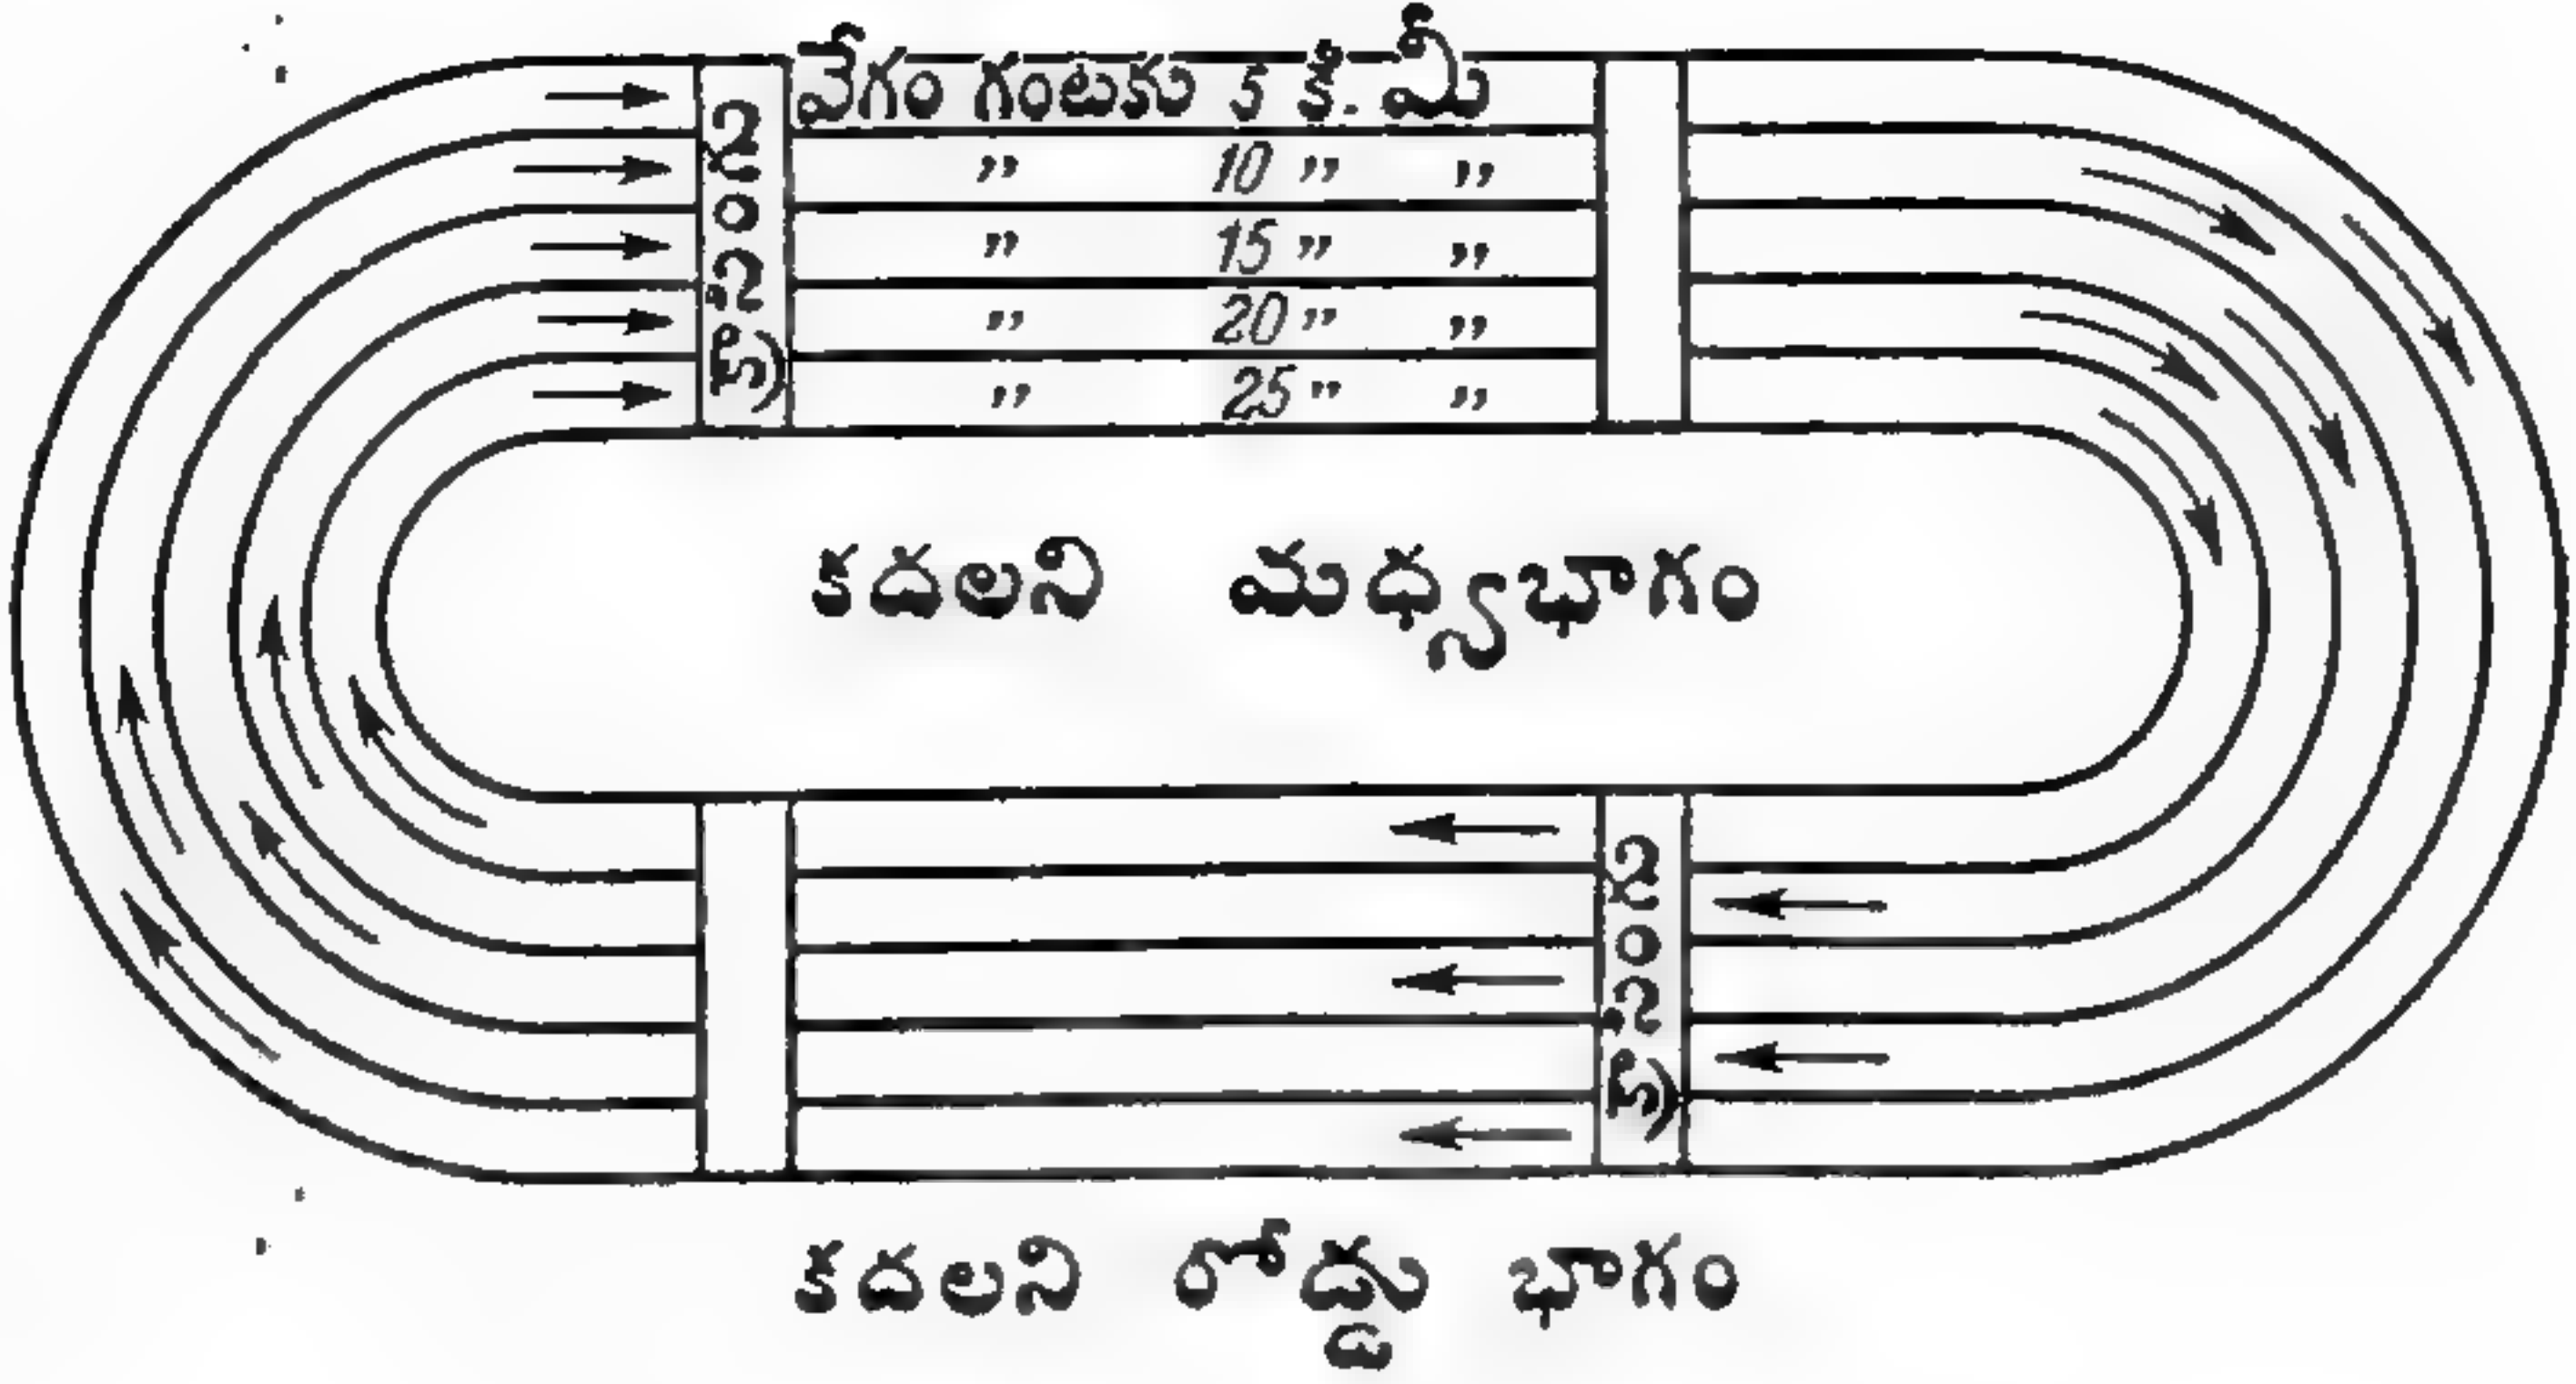 వేగం గంటకు 5 కి. మీ
” 10 ” ”
” 15 ” ”
” 20 ” ”
” 25 ” ”
కదలని మధ్యభాగం
కదలని రోడ్డు భాగం